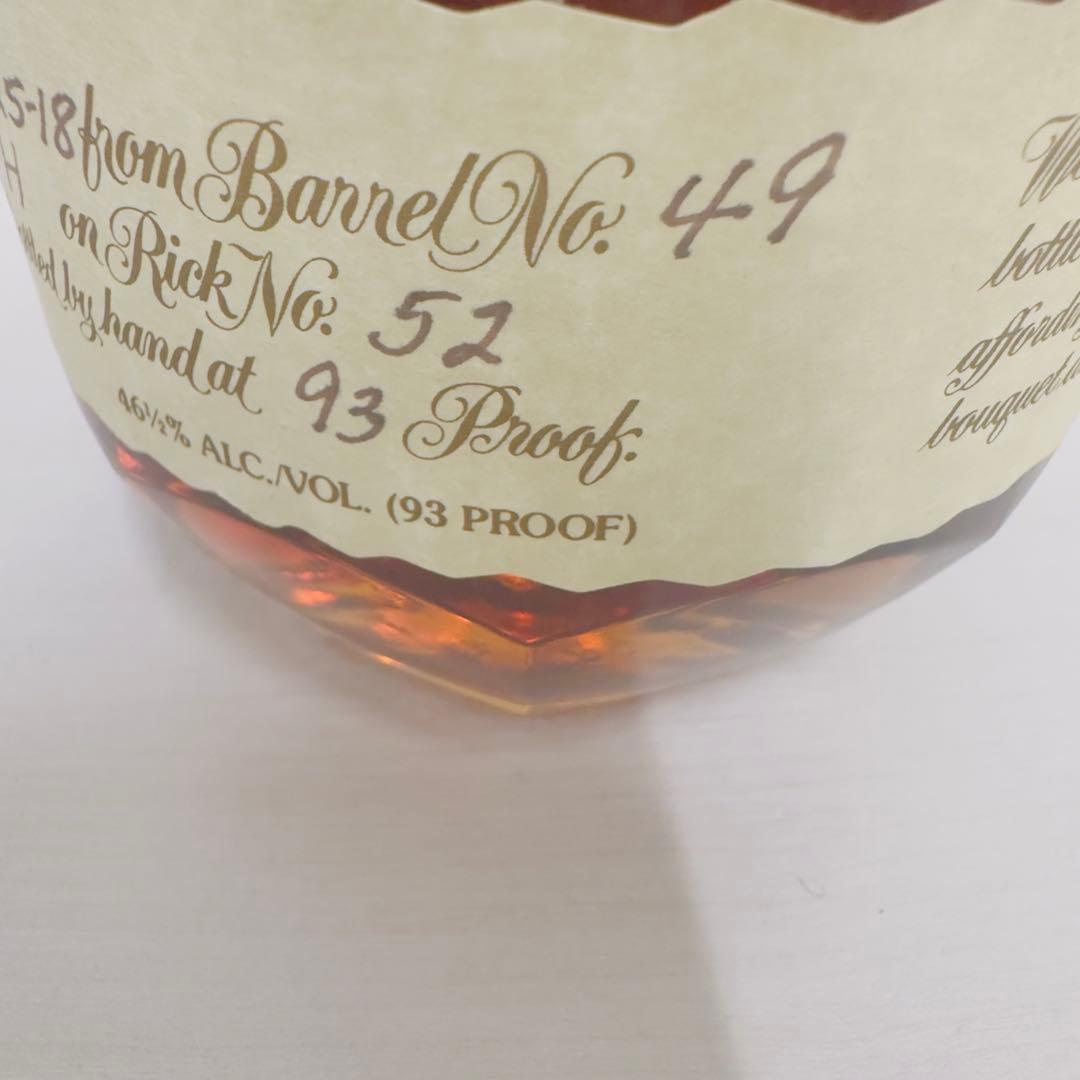 5-18 from Barrel No. 49
H on Rick No. 52
by hand at 93 Proof.
46½% ALC./VOL. (93 PROOF)
bouquet